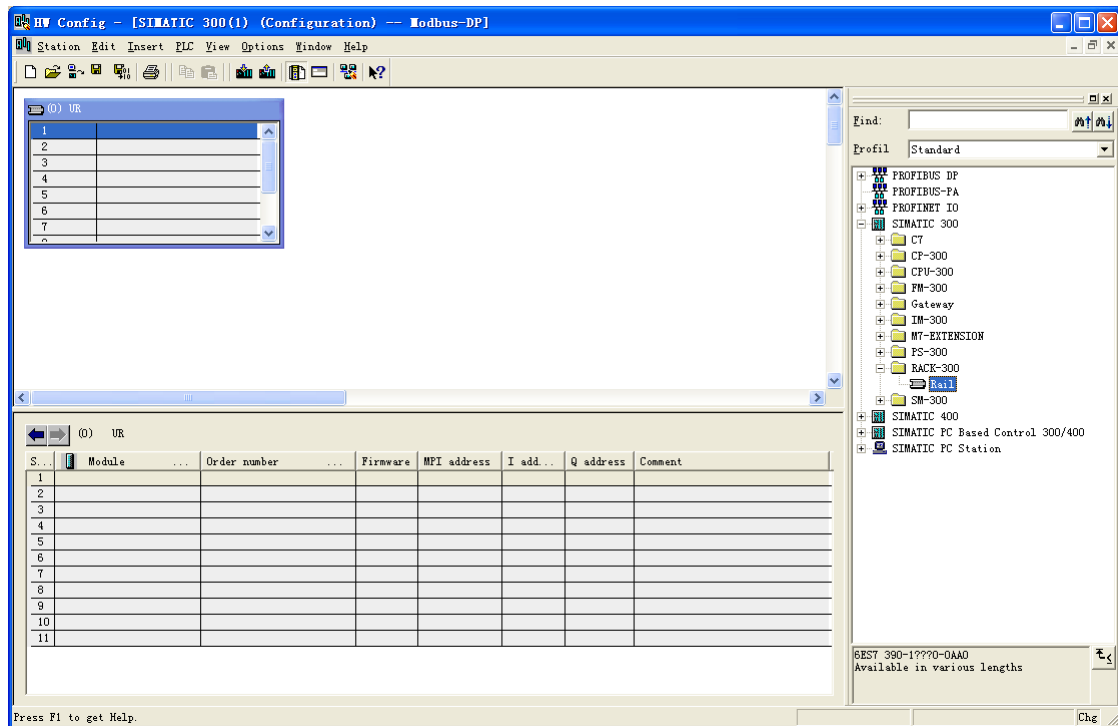 HW Config - [SIMATIC 300(1) (Configuration) -- Modbus-DP]
Station Edit Insert PLC View Options Window Help
(0) UR
1
2
3
4
5
6
7
Find:
Profil Standard
PROFIBUS DP
PROFIBUS-PA
PROFINET IO
SIMATIC 300
C7
CP-300
CPU-300
FM-300
Gateway
IM-300
M7-EXTENSION
PS-300
RACK-300
Rail
SM-300
SIMATIC 400
SIMATIC PC Based Control 300/400
SIMATIC PC Station
(0) UR
S... Module ... Order number ... Firmware MPI address I add... Q address Comment
1
2
3
4
5
6
7
8
9
10
11
6ES7 390-1???0-0AA0
Available in various lengths
Press F1 to get Help.
Chg